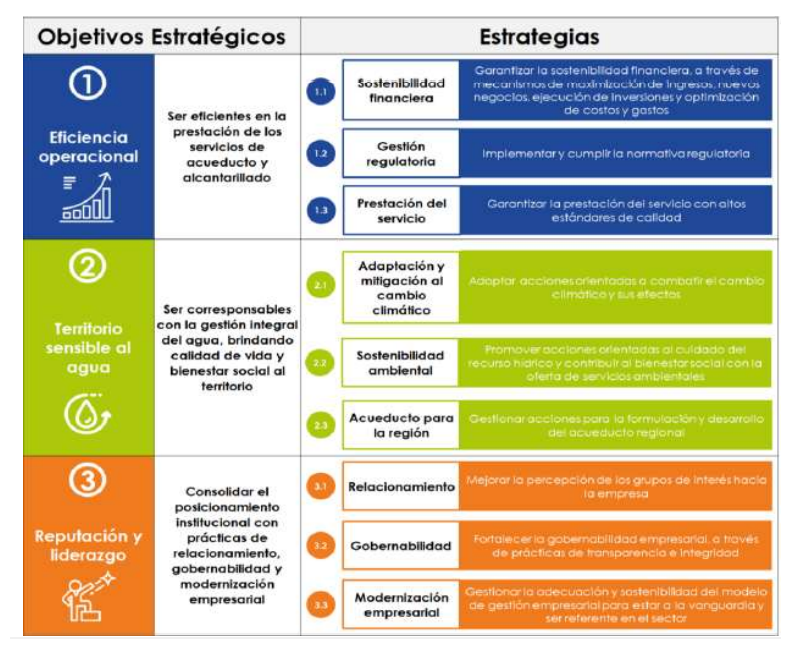 Objetivos Estratégicos
Estrategias
1
Eficiencia
operacional
Ser eficientes en la
prestación de los
servicios de
acueducto y
alcantarillado
1.1
Sostenibilidad
financiera
Garantizar la sostenibilidad financiera, a través de
mecanismos de maximización de ingresos, nuevos
negocios, ejecución de inversiones y optimización
de costos y gastos
1.2
Gestión
regulatoria
Implementar y cumplir la normativa regulatoria
1.3
Prestación del
servicio
Garantizar la prestación del servicio con altos
estándares de calidad
2
Territorio
sensible al
agua
Ser corresponsables
con la gestión integral
del agua, brindando
calidad de vida y
bienestar social al
territorio
2.1
Adaptación y
mitigación al
cambio
climático
Adoptar acciones orientadas a combatir el cambio
climático y sus efectos
2.2
Sostenibilidad
ambiental
Promover acciones orientadas al cuidado del
recurso hídrico y contribuir al bienestar social con la
oferta de servicios ambientales
2.3
Acueducto para
la región
Gestionar acciones para la formulación y desarrollo
del acueducto regional
3
Reputación y
liderazgo
Consolidar el
posicionamiento
institucional con
prácticas de
relacionamiento,
gobernabilidad y
modernización
empresarial
3.1
Relacionamiento
Mejorar la percepción de los grupos de interés hacia
la empresa
3.2
Gobernabilidad
Fortalecer la gobernabilidad empresarial, a través
de prácticas de transparencia e integridad
3.3
Modernización
empresarial
Gestionar la adecuación y sostenibilidad del modelo
de gestión empresarial para estar a la vanguardia y
ser referente en el sector